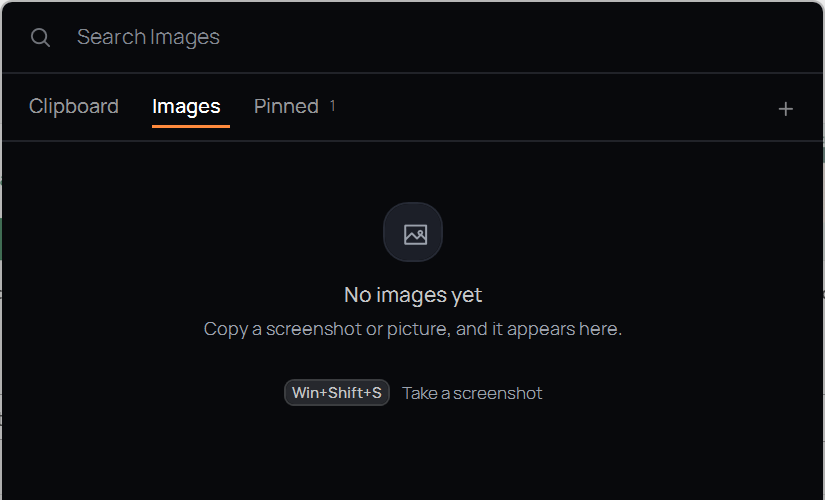 Search Images
Clipboard Images Pinned 1
No images yet
Copy a screenshot or picture, and it appears here.
Win+Shift+S Take a screenshot